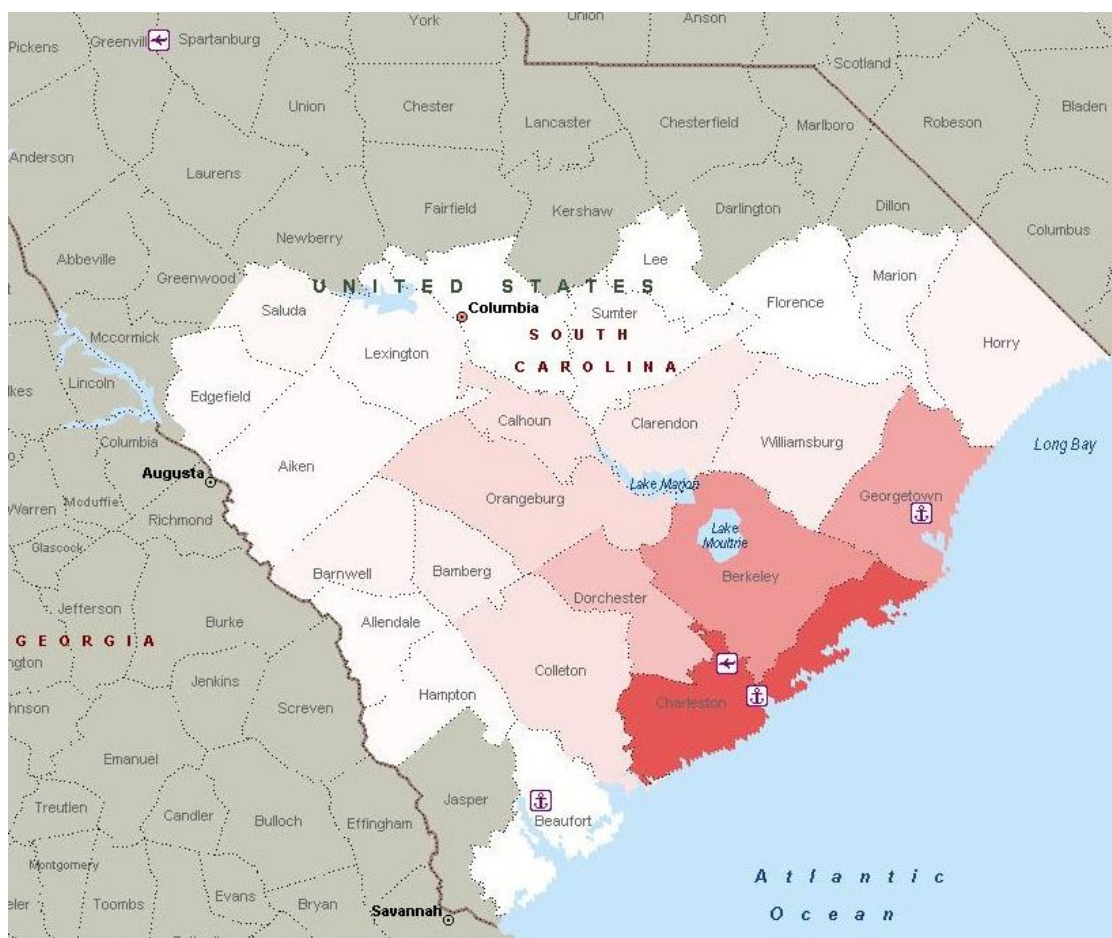 York
Union
Anson
Pickens
Greenvill
Spartanburg
Scotland
Union
Chester
Lancaster
Chesterfield
Marlboro
Robeson
Bladen
Anderson
Laurens
Fairfield
Kershaw
Darlington
Dillon
Newberry
Columbus
Abbeville
Greenwood
Lee
Marion
UNITED STATES
Saluda
Columbia
Sumter
Florence
Mccormick
SOUTH
Lexington
Horry
CAROLINA
Lincoln
lkes
Edgefield
Calhoun
Clarendon
Columbia
Williamsburg
Long Bay
Aiken
Augusta
Lake Marion
Orangeburg
Georgetown
Warren
Mcduffie
Richmond
Lake
Moultrie
Glascock
Barnwell
Bamberg
Berkeley
Dorchester
Jefferson
Burke
Allendale
GEORGIA
ngton
Colleton
Jenkins
Hampton
Charleston
Screven
hnson
Emanuel
Jasper
Treutlen
Candler
Bulloch
Effingham
Beaufort
Montgomery
Atlantic
Evans
eler
Toombs
Bryan
Savannah
Ocean